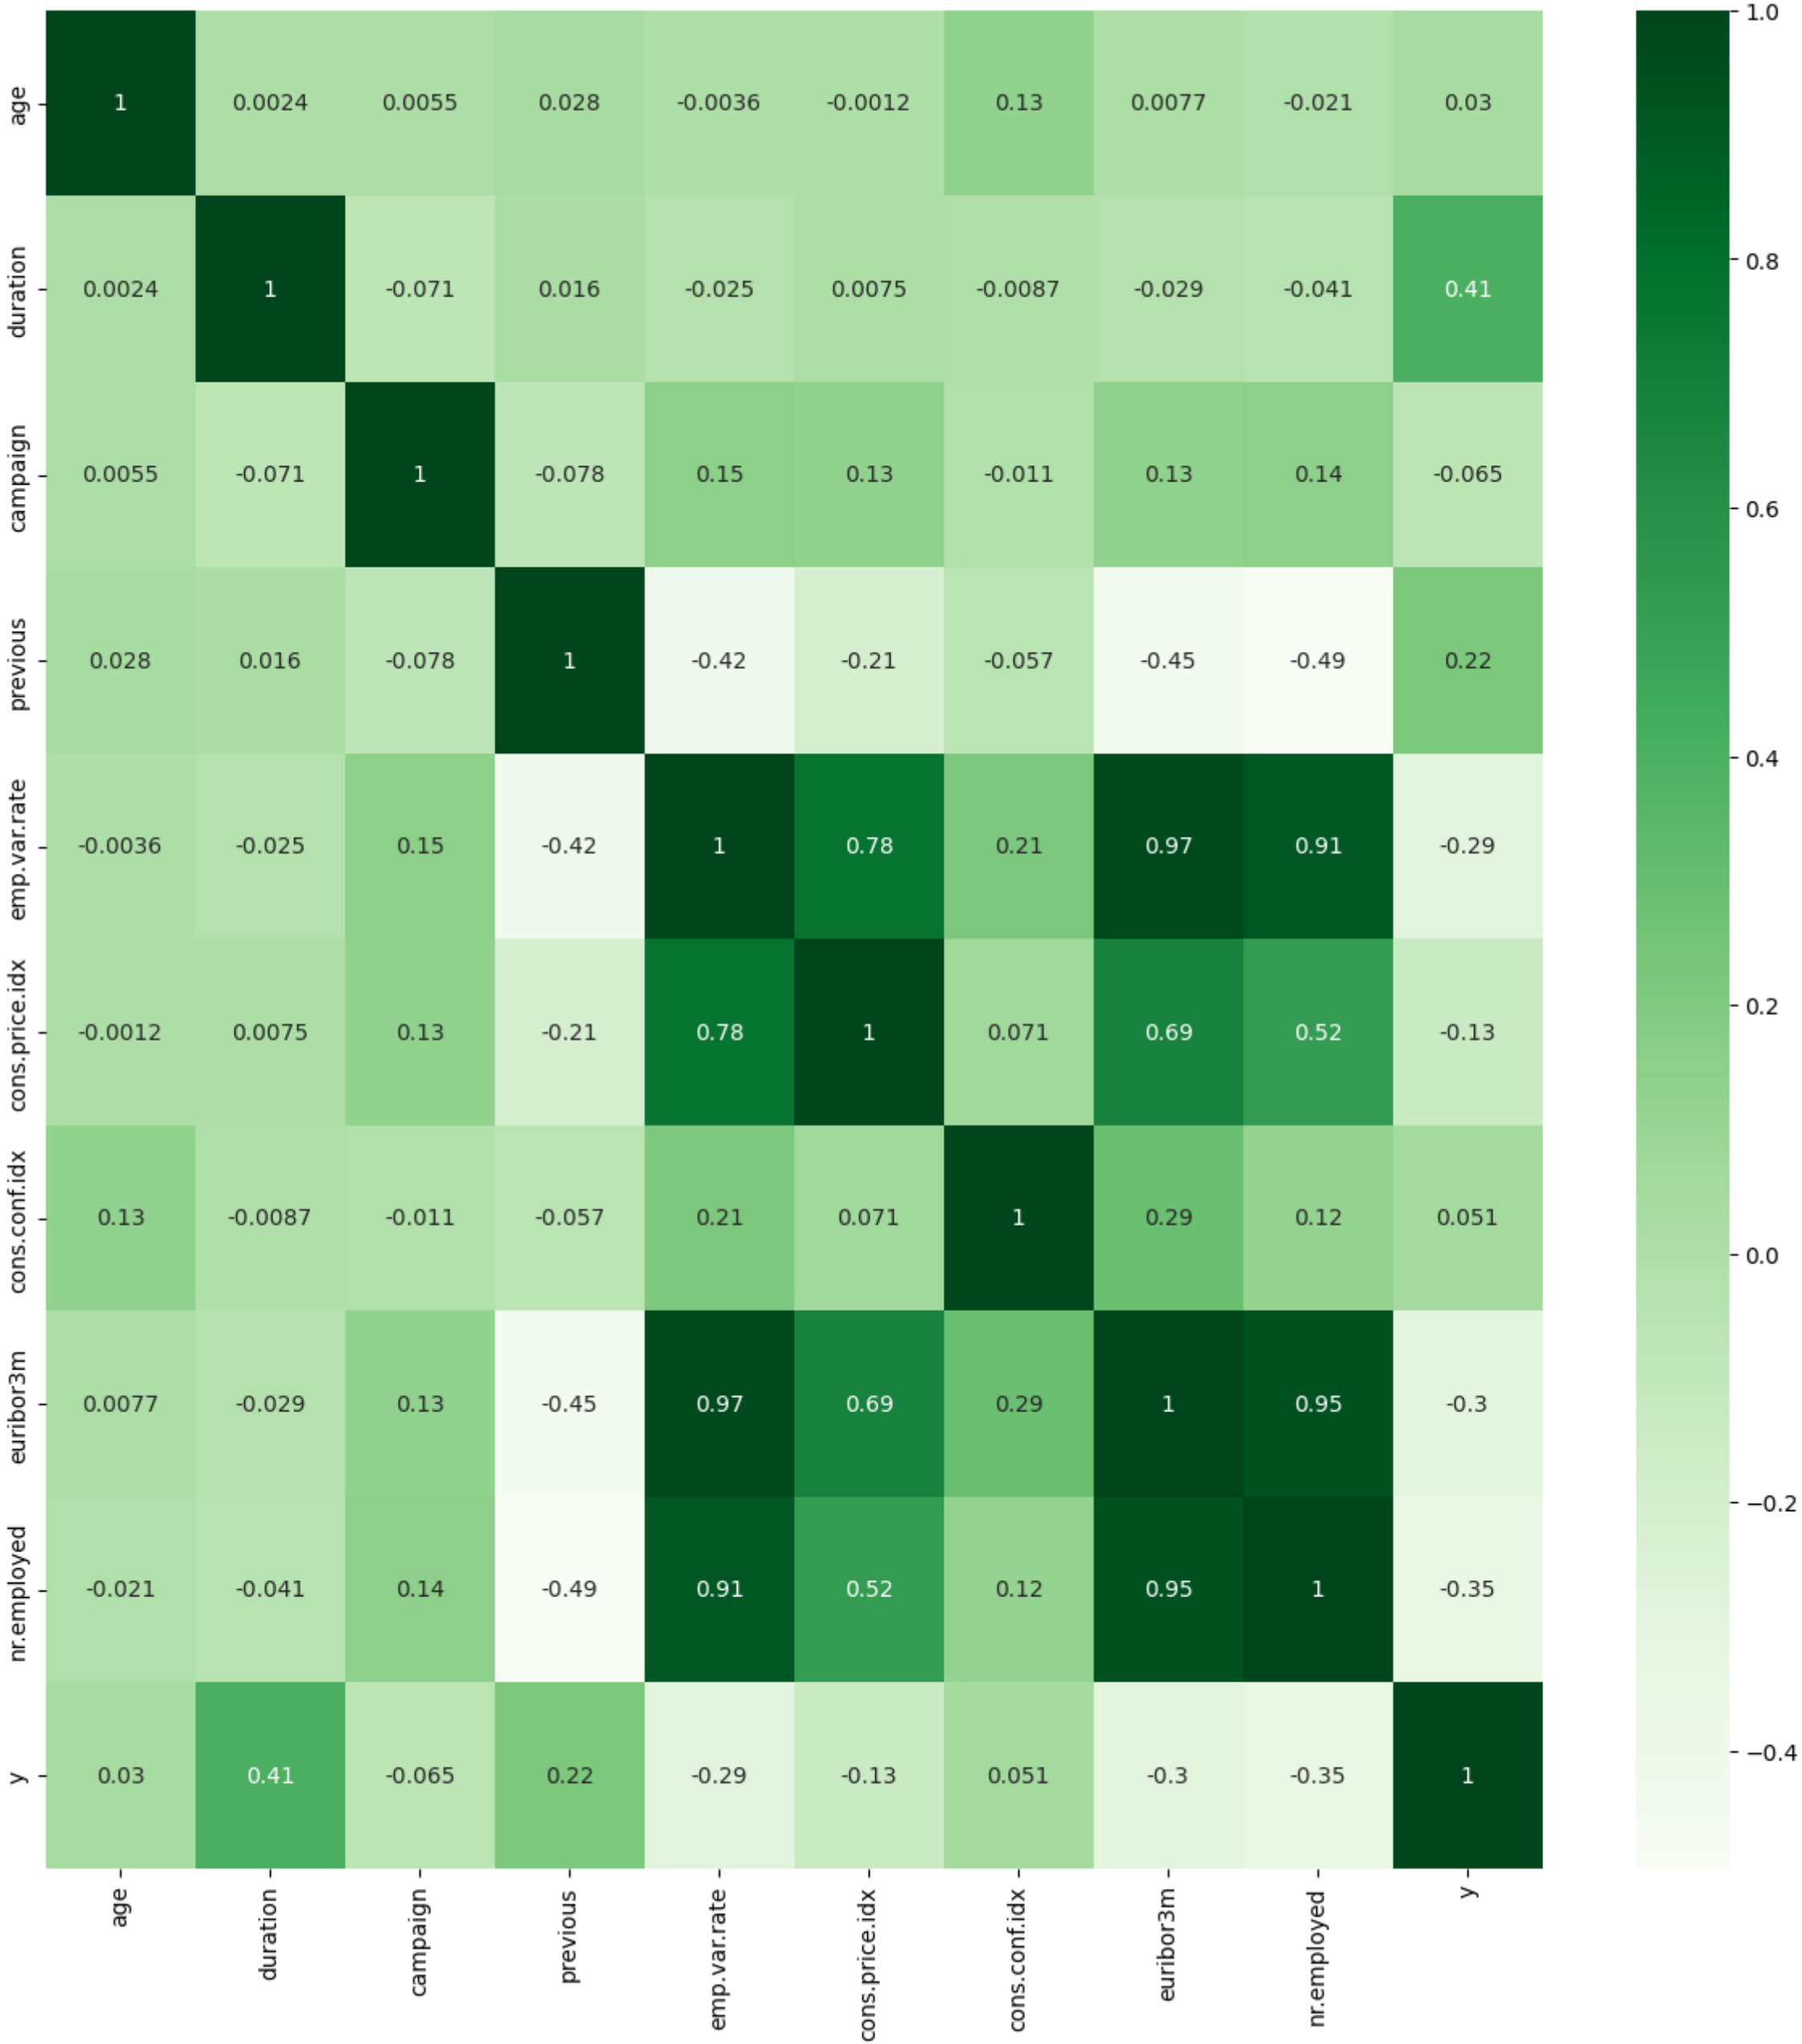 age 1 0.0024 0.0055 0.028 -0.0036 -0.0012 0.13 0.0077 -0.021 0.03
duration 0.0024 1 -0.071 0.016 -0.025 0.0075 -0.0087 -0.029 -0.041 0.41
campaign 0.0055 -0.071 1 -0.078 0.15 0.13 -0.011 0.13 0.14 -0.065
previous 0.028 0.016 -0.078 1 -0.42 -0.21 -0.057 -0.45 -0.49 0.22
emp.var.rate -0.0036 -0.025 0.15 -0.42 1 0.78 0.21 0.97 0.91 -0.29
cons.price.idx -0.0012 0.0075 0.13 -0.21 0.78 1 0.071 0.69 0.52 -0.13
cons.conf.idx 0.13 -0.0087 -0.011 -0.057 0.21 0.071 1 0.29 0.12 0.051
euribor3m 0.0077 -0.029 0.13 -0.45 0.97 0.69 0.29 1 0.95 -0.3
nr.employed -0.021 -0.041 0.14 -0.49 0.91 0.52 0.12 0.95 1 -0.35
y 0.03 0.41 -0.065 0.22 -0.29 -0.13 0.051 -0.3 -0.35 1
age duration campaign previous emp.var.rate cons.price.idx cons.conf.idx euribor3m nr.employed y
1.0
0.8
0.6
0.4
0.2
0.0
−0.2
−0.4